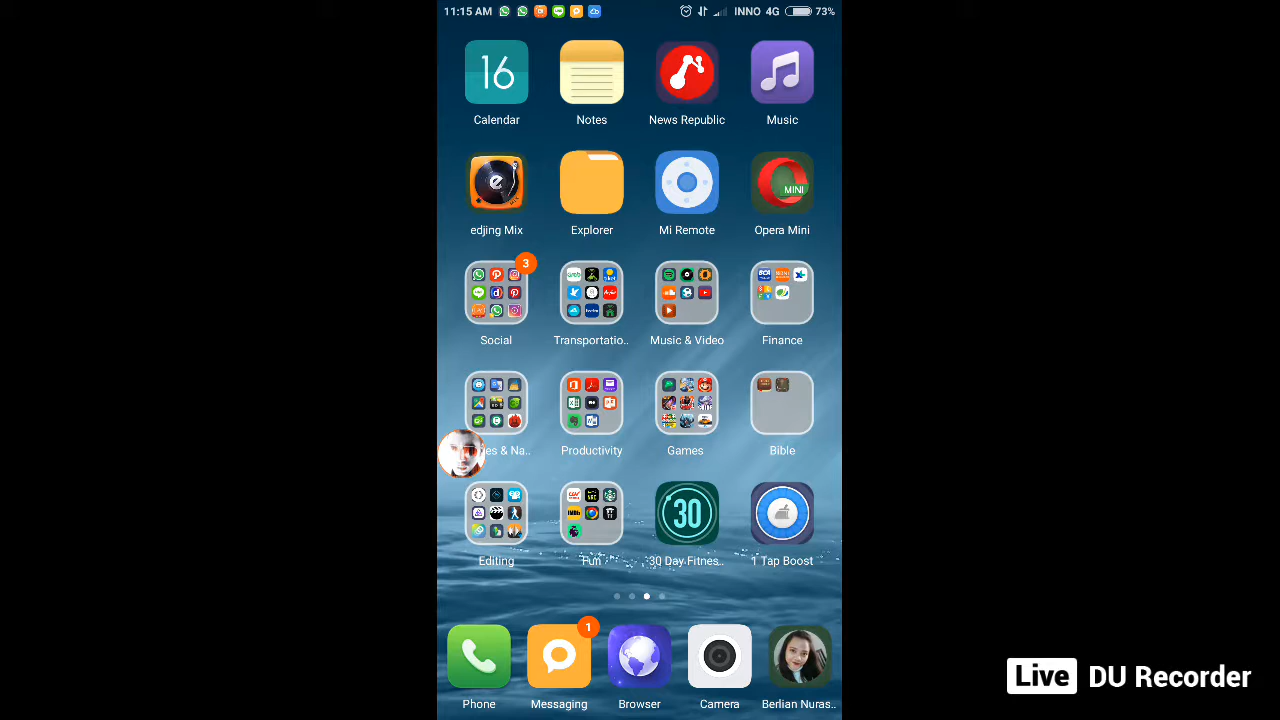 11:15 AM INNO 4G 73%
16
Calendar Notes News Republic Music
e MINI
edjing Mix Explorer Mi Remote Opera Mini
3
Social Transportatio.. Music & Video Finance
es & Na.. Productivity Games Bible
30
Editing Fun 30 Day Fitnes.. 1 Tap Boost
1
Phone Messaging Browser Camera Berlian Nuras..
Live DU Recorder